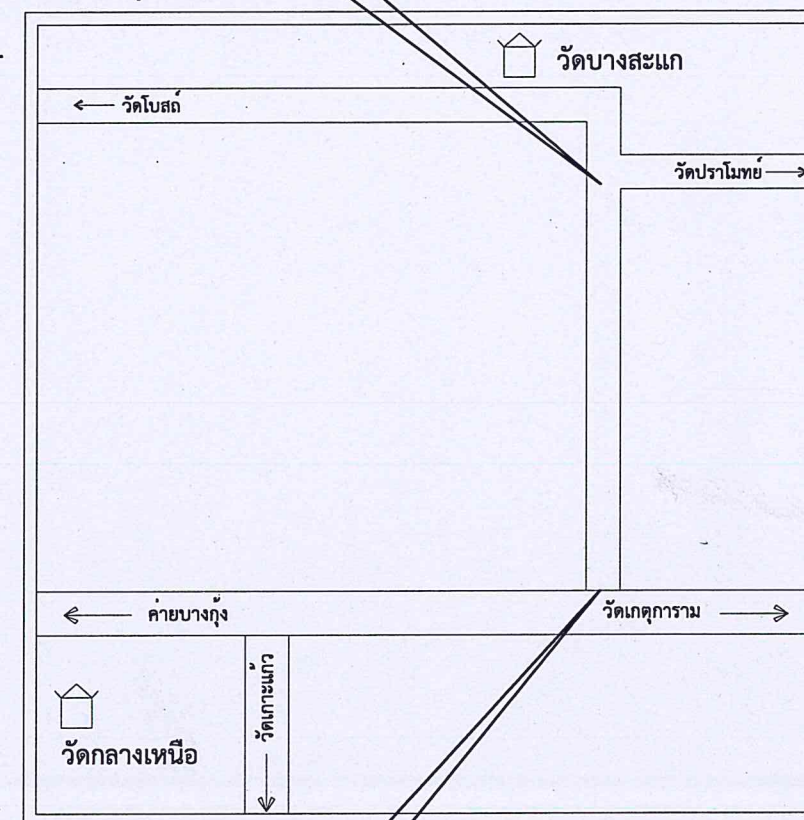 วัดบางสะแก
วัดโบสถ์
วัดปราโมทย์
ค่ายบางกุ้ง
วัดเกตุการาม
วัดเกาะแก้ว
วัดกลางเหนือ